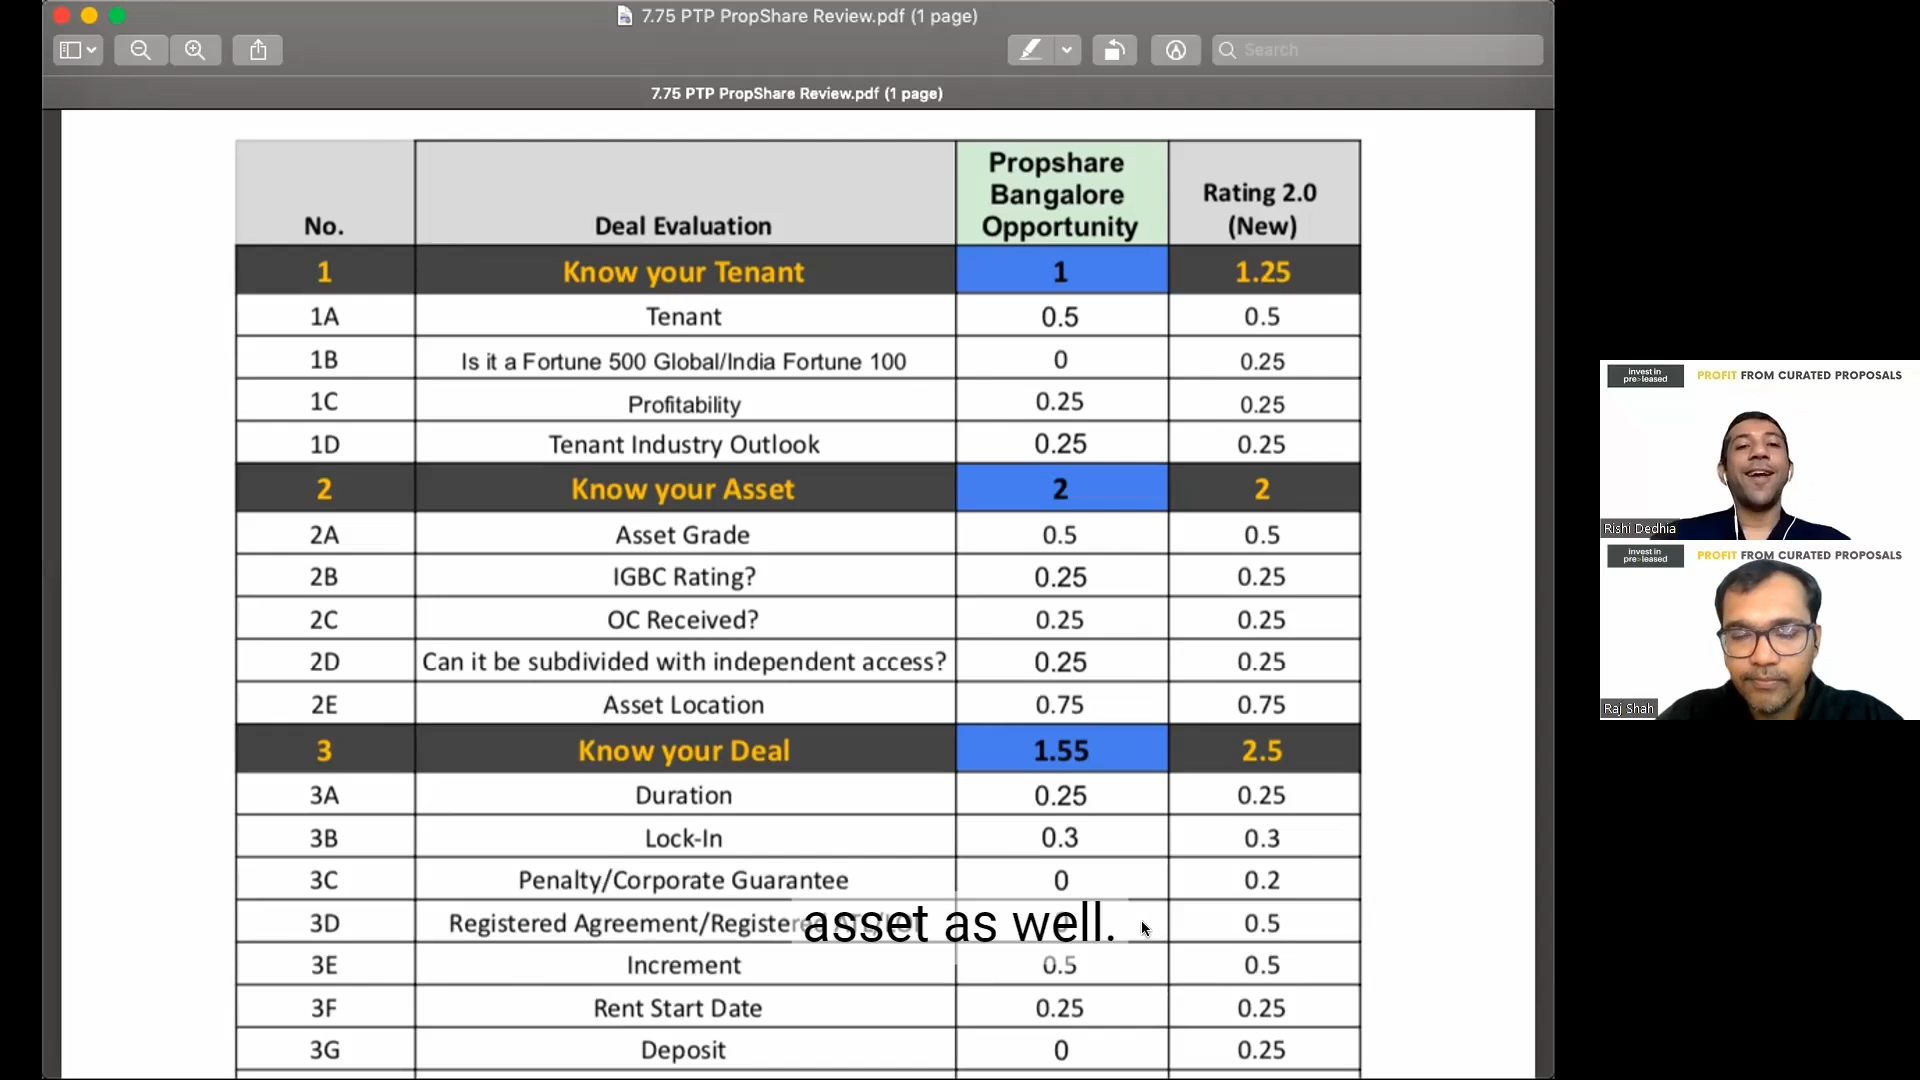 7.75 PTP PropShare Review.pdf (1 page)
Search
7.75 PTP PropShare Review.pdf (1 page)
No. Deal Evaluation Propshare Bangalore Opportunity Rating 2.0 (New)
1 Know your Tenant 1 1.25
1A Tenant 0.5 0.5
1B Is it a Fortune 500 Global/India Fortune 100 0 0.25
1C Profitability 0.25 0.25
1D Tenant Industry Outlook 0.25 0.25
2 Know your Asset 2 2
2A Asset Grade 0.5 0.5
2B IGBC Rating? 0.25 0.25
2C OC Received? 0.25 0.25
2D Can it be subdivided with independent access? 0.25 0.25
2E Asset Location 0.75 0.75
3 Know your Deal 1.55 2.5
3A Duration 0.25 0.25
3B Lock-In 0.3 0.3
3C Penalty/Corporate Guarantee 0 0.2
3D Registered Agreement/Registere 0.5
asset as well.
3E Increment 0.5 0.5
3F Rent Start Date 0.25 0.25
3G Deposit 0 0.25
invest in
pre-leased
PROFIT FROM CURATED PROPOSALS
Rishi Dedhia
invest in
pre-leased
PROFIT FROM CURATED PROPOSALS
Raj Shah